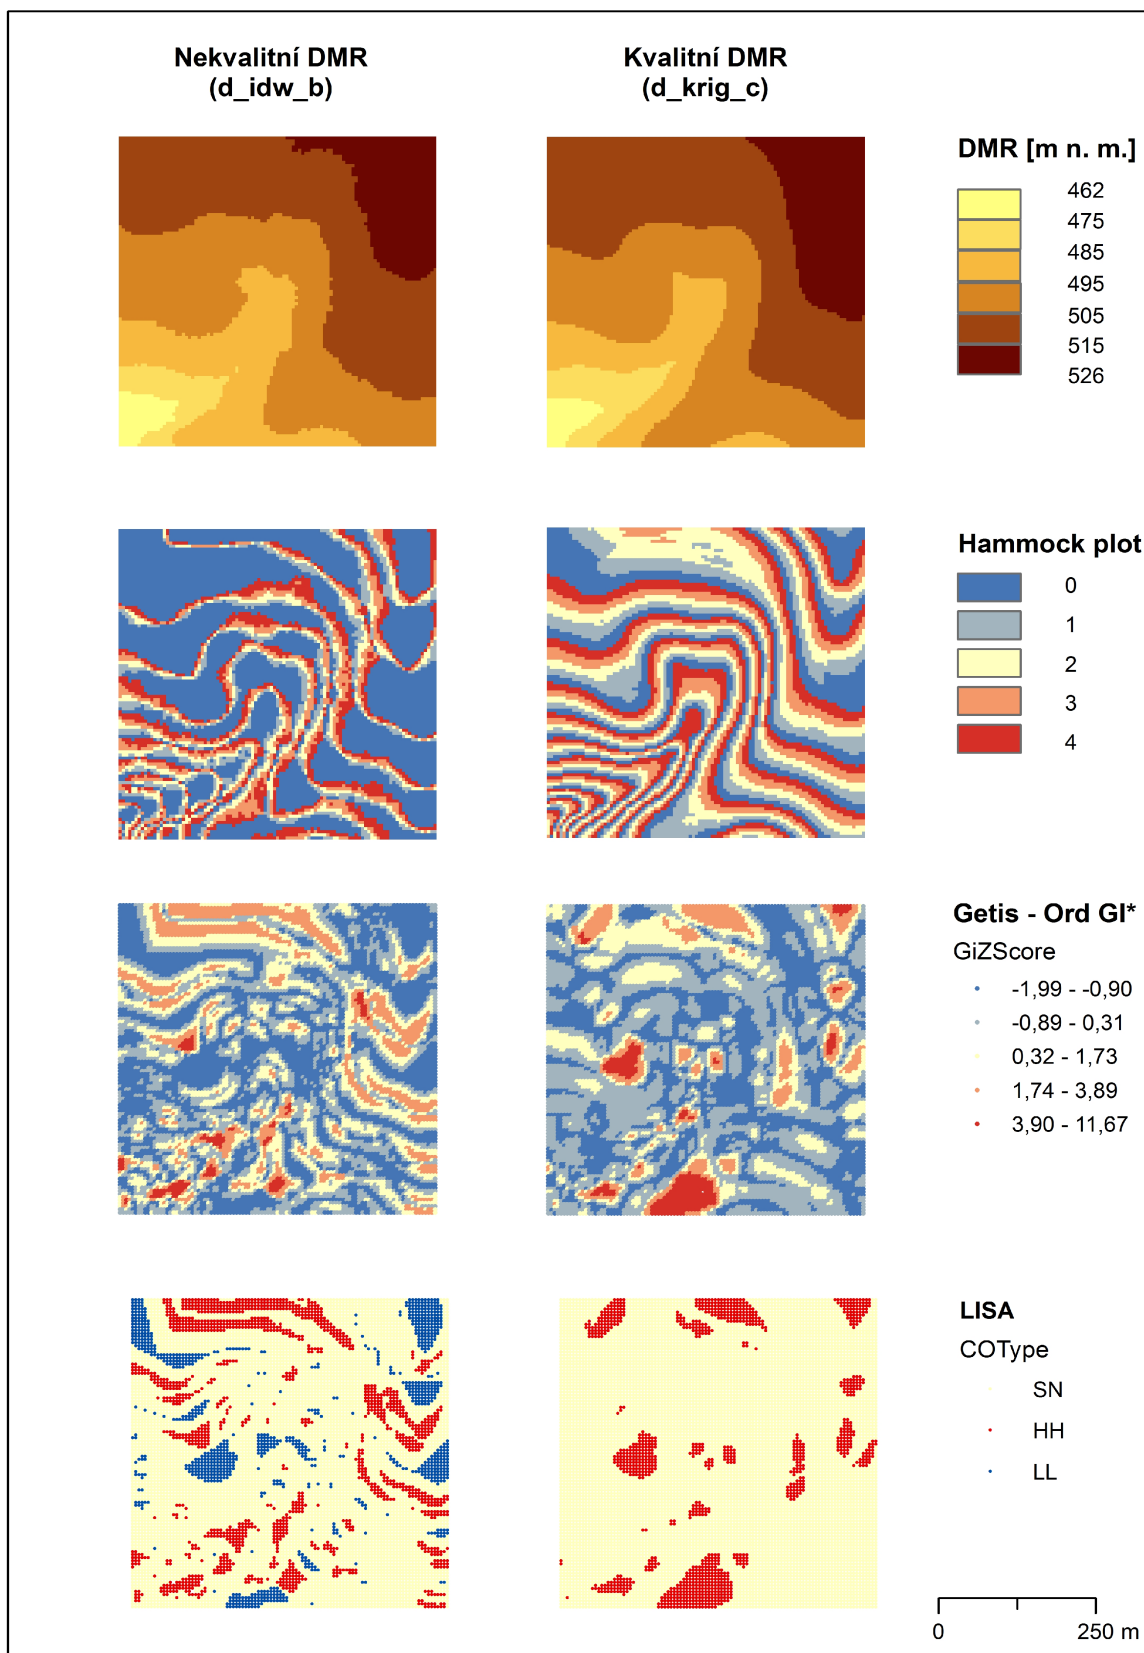 Nekvalitní DMR
(d_idw_b)
Kvalitní DMR
(d_krig_c)
DMR [m n. m.]
462
475
485
495
505
515
526
Hammock plot
0
1
2
3
4
Getis - Ord GI*
GiZScore
-1,99 - -0,90
-0,89 - 0,31
0,32 - 1,73
1,74 - 3,89
3,90 - 11,67
LISA
COType
SN
HH
LL
0
250 m